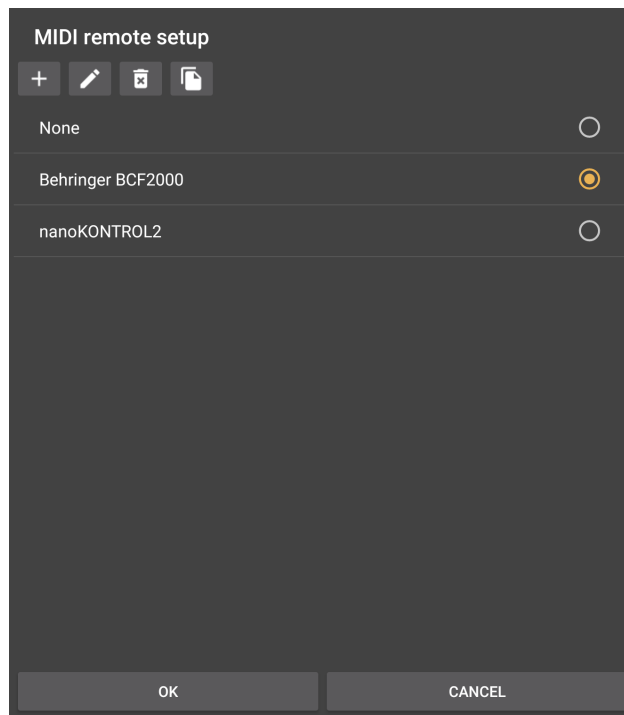 MIDI remote setup
None
Behringer BCF2000
nanoKONTROL2
OK CANCEL